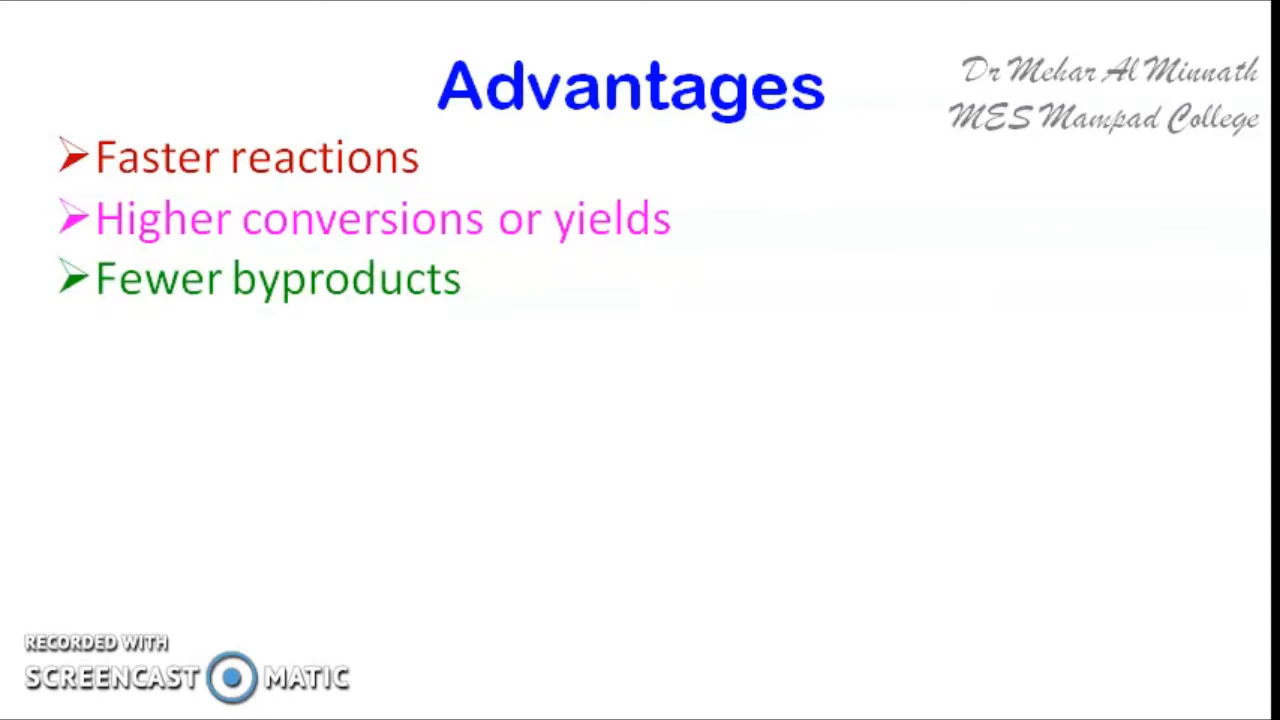 Advantages
Dr Mehar Al Minnath
MES Mampad College
Faster reactions
Higher conversions or yields
Fewer byproducts
RECORDED WITH
SCREENCAST MATIC